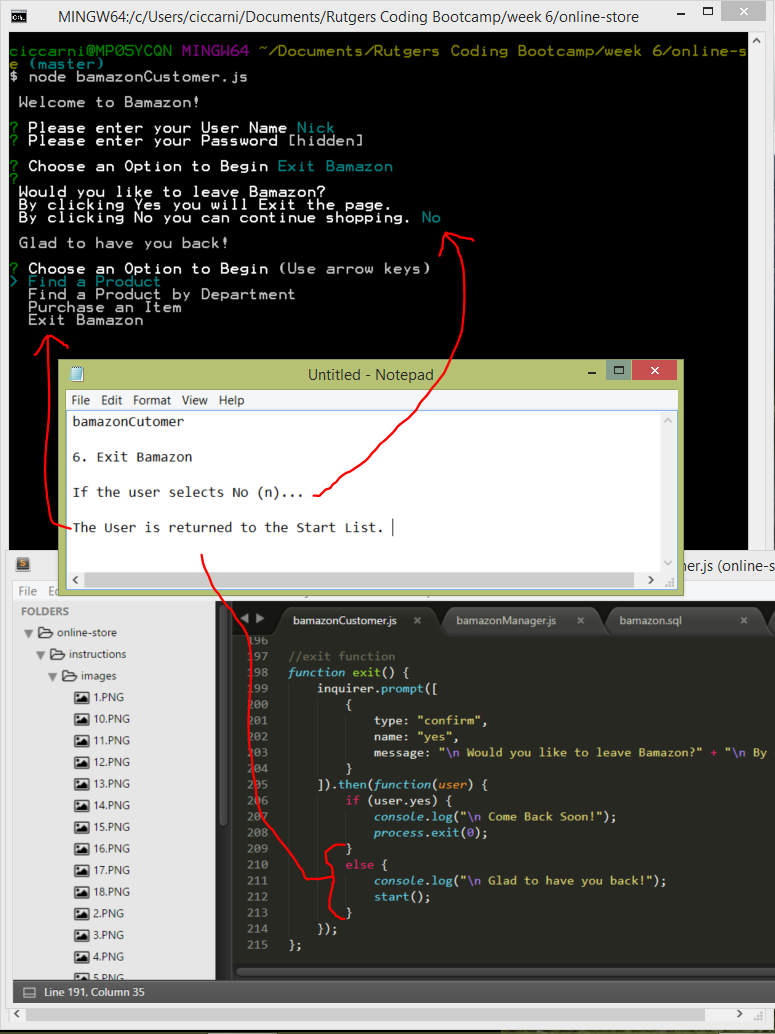 MINGW64:/c/Users/ciccarni/Documents/Rutgers Coding Bootcamp/week 6/online-store
ciccarni@MP05YCQN MINGW64 ~/Documents/Rutgers Coding Bootcamp/week 6/online-s
e (master)
$ node bamazonCustomer.js
Welcome to Bamazon!
? Please enter your User Name Nick
? Please enter your Password [hidden]
? Choose an Option to Begin Exit Bamazon
?
Would you like to leave Bamazon?
By clicking Yes you will Exit the page.
By clicking No you can continue shopping. No
Glad to have you back!
? Choose an Option to Begin (Use arrow keys)
> Find a Product
Find a Product by Department
Purchase an Item
Exit Bamazon
Untitled - Notepad
File Edit Format View Help
bamazonCutomer
6. Exit Bamazon
If the user selects No (n)...
The User is returned to the Start List.
mer.js (online-s
File
FOLDERS
online-store
instructions
images
1.PNG
10.PNG
11.PNG
12.PNG
13.PNG
14.PNG
15.PNG
16.PNG
17.PNG
18.PNG
2.PNG
3.PNG
4.PNG
5.PNG
bamazonCustomer.js × bamazonManager.js × bamazon.sql ×
196
197 //exit function
198 function exit() {
199 inquirer.prompt([
200 {
201 type: "confirm",
202 name: "yes",
203 message: "\n Would you like to leave Bamazon?" + "\n By
204 }
205 ]).then(function(user) {
206 if (user.yes) {
207 console.log("\n Come Back Soon!");
208 process.exit(0);
209 }
210 else {
211 console.log("\n Glad to have you back!");
212 start();
213 }
214 });
215 };
Line 191, Column 35